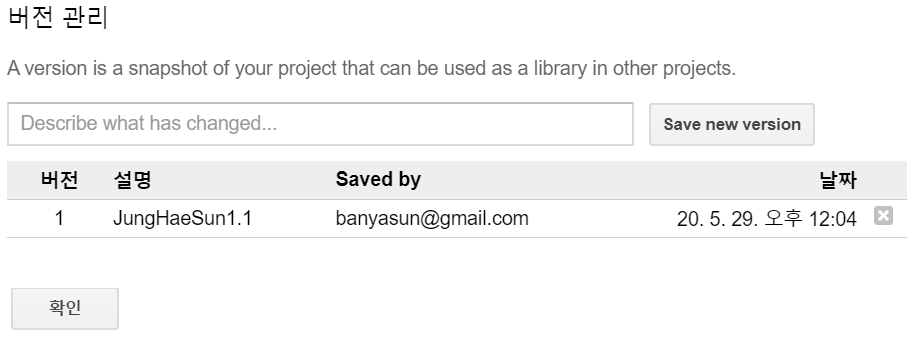 버전 관리
A version is a snapshot of your project that can be used as a library in other projects.
Describe what has changed... Save new version
버전 설명 Saved by 날짜
1 JungHaeSun1.1 banyasun@gmail.com 20. 5. 29. 오후 12:04
확인